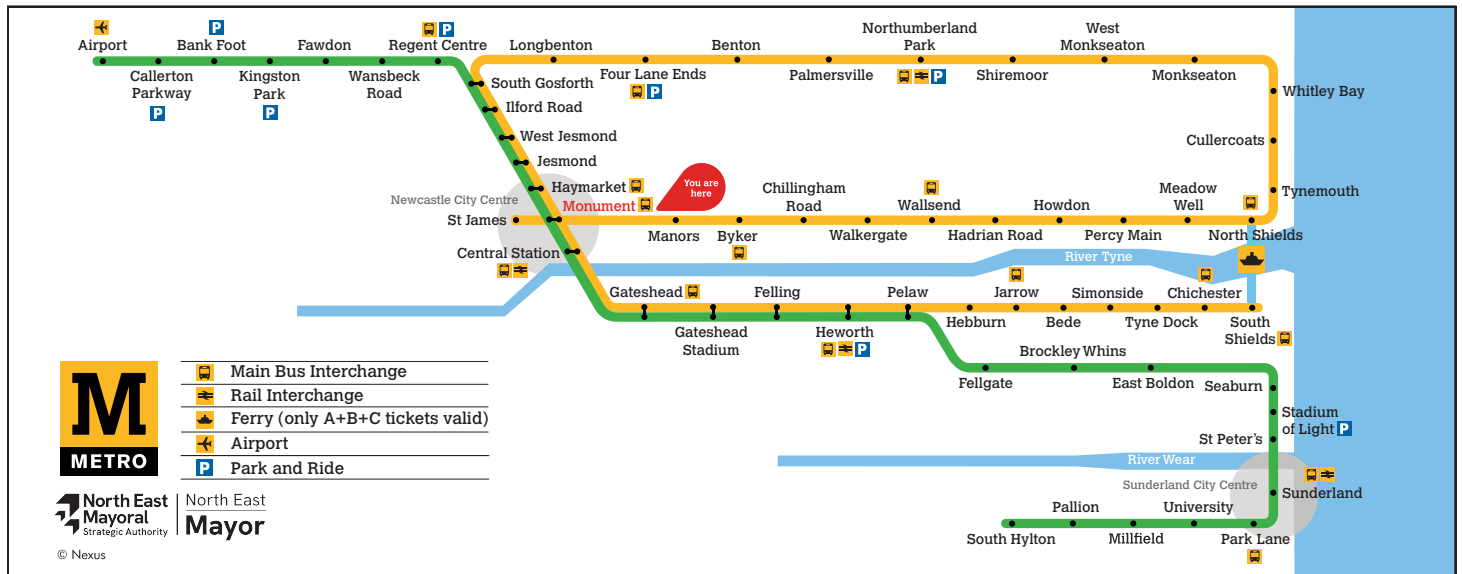 Airport
Callerton
Parkway
P
Bank Foot
P
Kingston
Park
P
Fawdon
Wansbeck
Road
Regent Centre
P
Longbenton
Four Lane Ends
P
Benton
Palmersville
Northumberland
Park
P
Shiremoor
West
Monkseaton
Monkseaton
Whitley Bay
Cullercoats
Tynemouth
South Gosforth
Ilford Road
West Jesmond
Jesmond
Haymarket
Newcastle City Centre
Monument
You are
here
St James
Central Station
Manors
Byker
Chillingham
Road
Walkergate
Wallsend
Hadrian Road
Howdon
Percy Main
Meadow
Well
North Shields
River Tyne
Gateshead
Gateshead
Stadium
Felling
Heworth
P
Pelaw
Hebburn
Jarrow
Bede
Simonside
Tyne Dock
Chichester
South
Shields
Fellgate
Brockley Whins
East Boldon
Seaburn
Stadium
of Light P
St Peter's
River Wear
Sunderland City Centre
Sunderland
Park Lane
University
Millfield
Pallion
South Hylton
M
METRO
Main Bus Interchange
Rail Interchange
Ferry (only A+B+C tickets valid)
Airport
P Park and Ride
North East
Mayoral
Strategic Authority
North East
Mayor
© Nexus